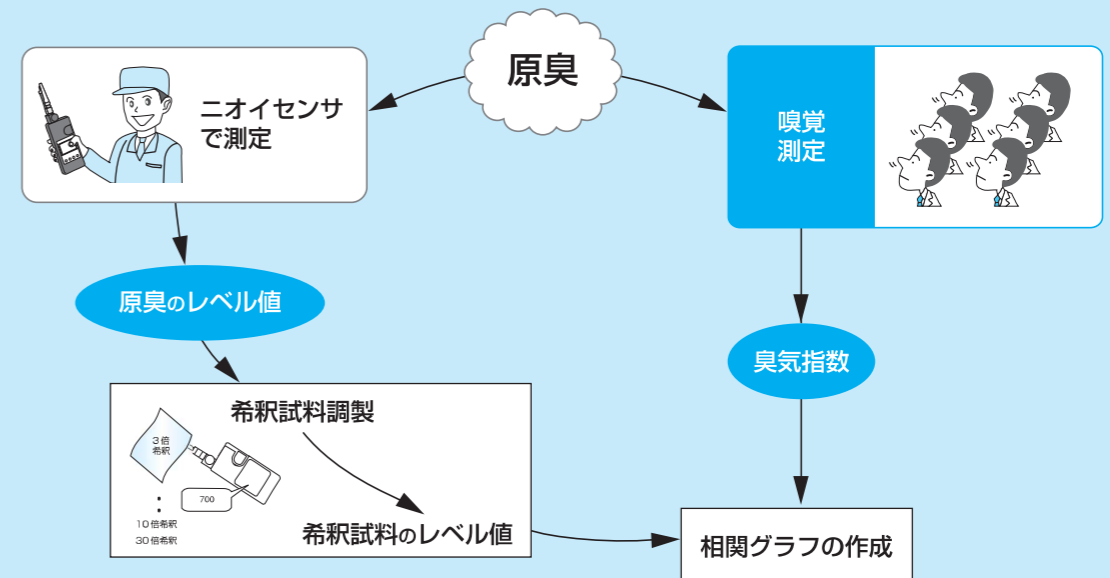 原臭
ニオイセンサ
で測定
嗅覚
測定
原臭のレベル値
臭気指数
希釈試料調製
3倍
希釈
700
10倍希釈
30倍希釈
希釈試料のレベル値
相関グラフの作成